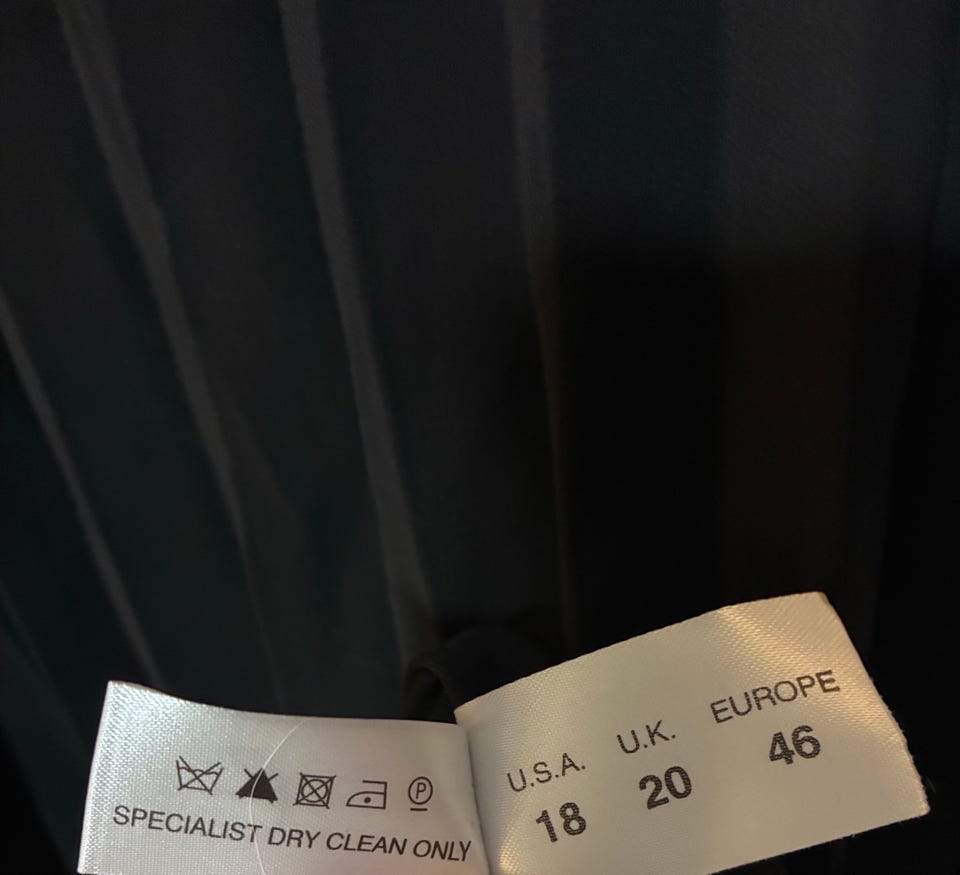 P
SPECIALIST DRY CLEAN ONLY
U.S.A. U.K. EUROPE
18 20 46